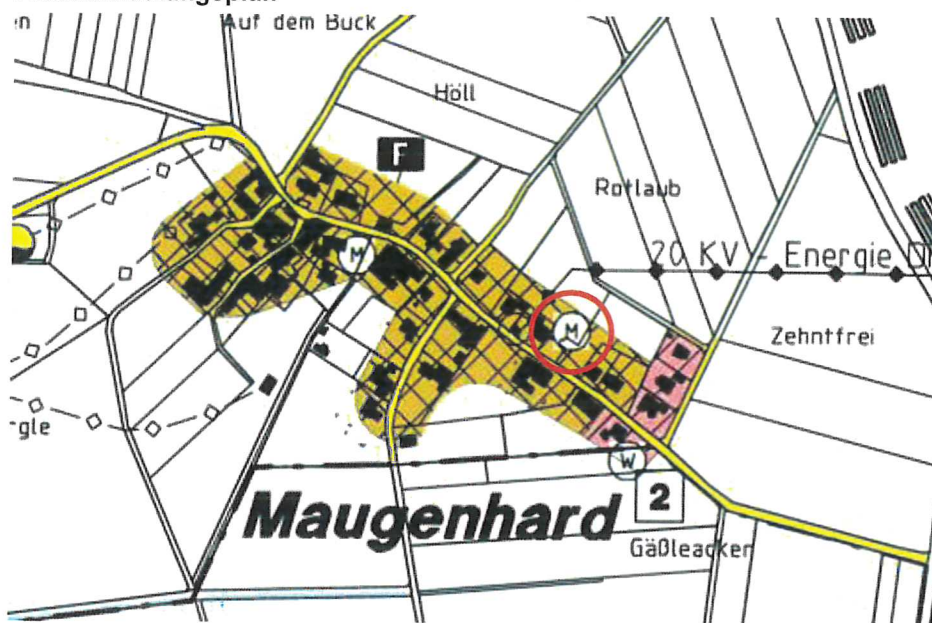 Auf dem Buck
Höll
F
Rotlaub
M
20 KV - Energie
M
Zehntfrei
W
2
Maugenhard
Gäßleacker